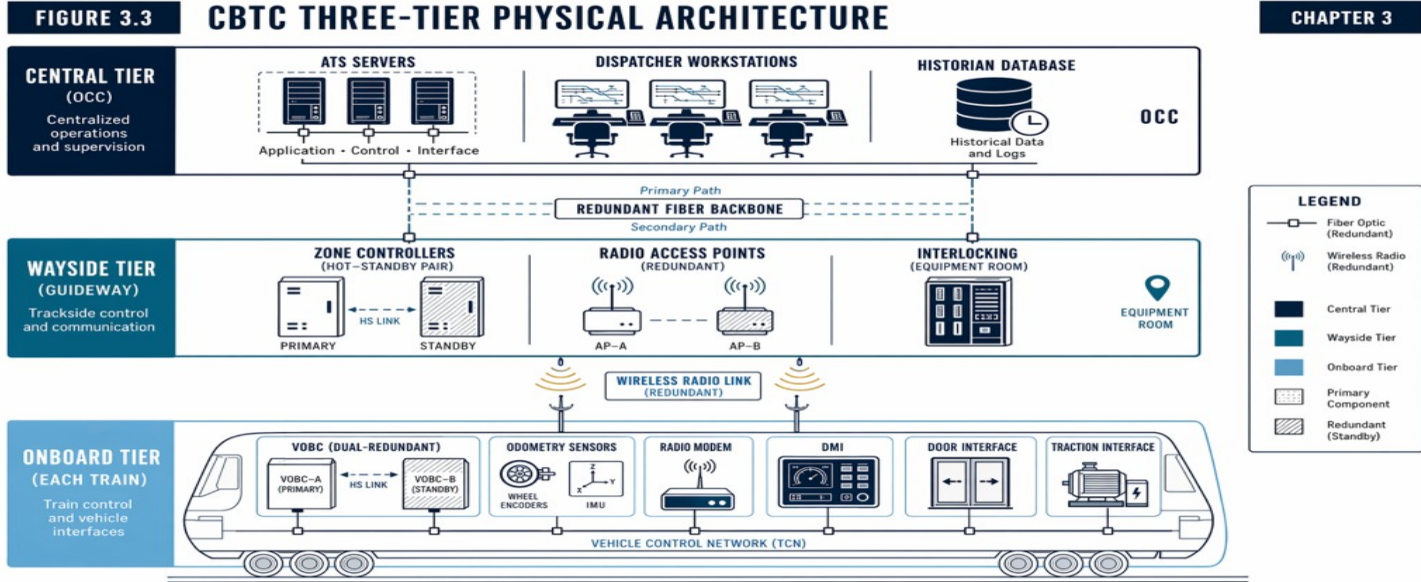 FIGURE 3.3
CBTC THREE-TIER PHYSICAL ARCHITECTURE
CHAPTER 3
CENTRAL TIER
(OCC)
Centralized
operations
and supervision
ATS SERVERS
Application • Control • Interface
DISPATCHER WORKSTATIONS
HISTORIAN DATABASE
Historical Data
and Logs
OCC
Primary Path
REDUNDANT FIBER BACKBONE
Secondary Path
WAYSIDE TIER
(GUIDEWAY)
Trackside control
and communication
ZONE CONTROLLERS
(HOT-STANDBY PAIR)
HS LINK
PRIMARY
STANDBY
RADIO ACCESS POINTS
(REDUNDANT)
AP-A
AP-B
INTERLOCKING
(EQUIPMENT ROOM)
EQUIPMENT
ROOM
WIRELESS RADIO LINK
(REDUNDANT)
ONBOARD TIER
(EACH TRAIN)
Train control
and vehicle
interfaces
VOBC (DUAL-REDUNDANT)
VOBC-A
(PRIMARY)
HS LINK
VOBC-B
(STANDBY)
ODOMETRY SENSORS
WHEEL
ENCODERS
Z
Y
X
IMU
RADIO MODEM
DMI
DOOR INTERFACE
TRACTION INTERFACE
VEHICLE CONTROL NETWORK (TCN)
LEGEND
Fiber Optic
(Redundant)
Wireless Radio
(Redundant)
Central Tier
Wayside Tier
Onboard Tier
Primary
Component
Redundant
(Standby)